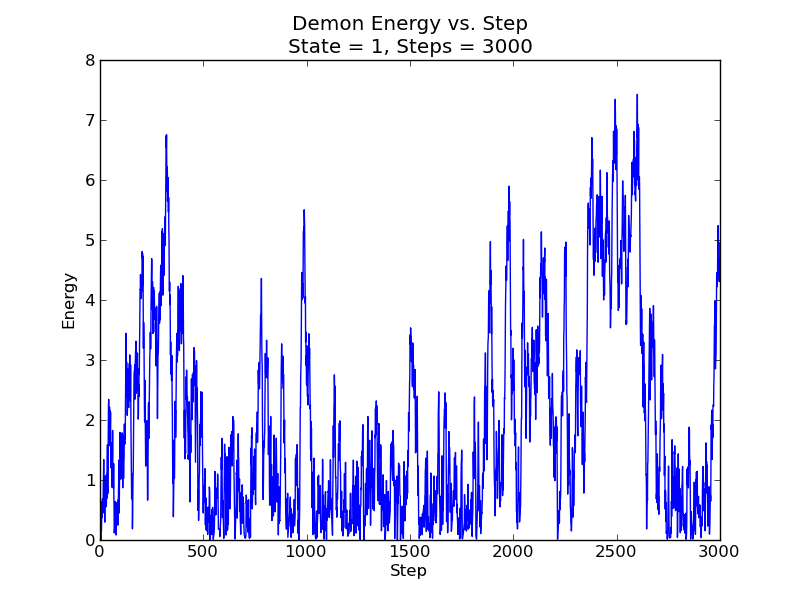 Demon Energy vs. Step
State = 1, Steps = 3000
8
7
6
5
4
3
2
1
0
Energy
0 500 1000 1500 2000 2500 3000
Step